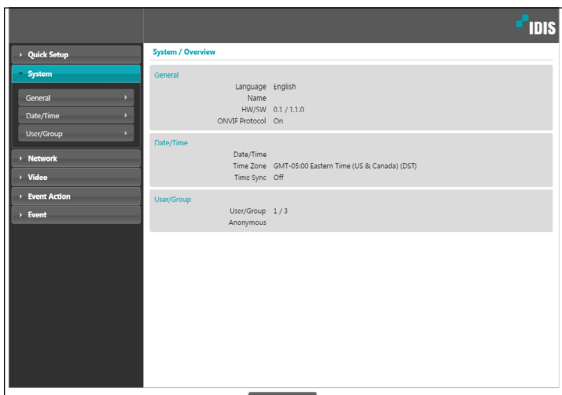 IDIS
Quick Setup
System
General
Date/Time
User/Group
Network
Video
Event Action
Event
System / Overview
General
Language English
Name
HW/SW 0.1 / 1.1.0
ONVIF Protocol On
Date/Time
Date/Time
Time Zone GMT-05:00 Eastern Time (US & Canada) (DST)
Time Sync Off
User/Group
User/Group 1 / 3
Anonymous